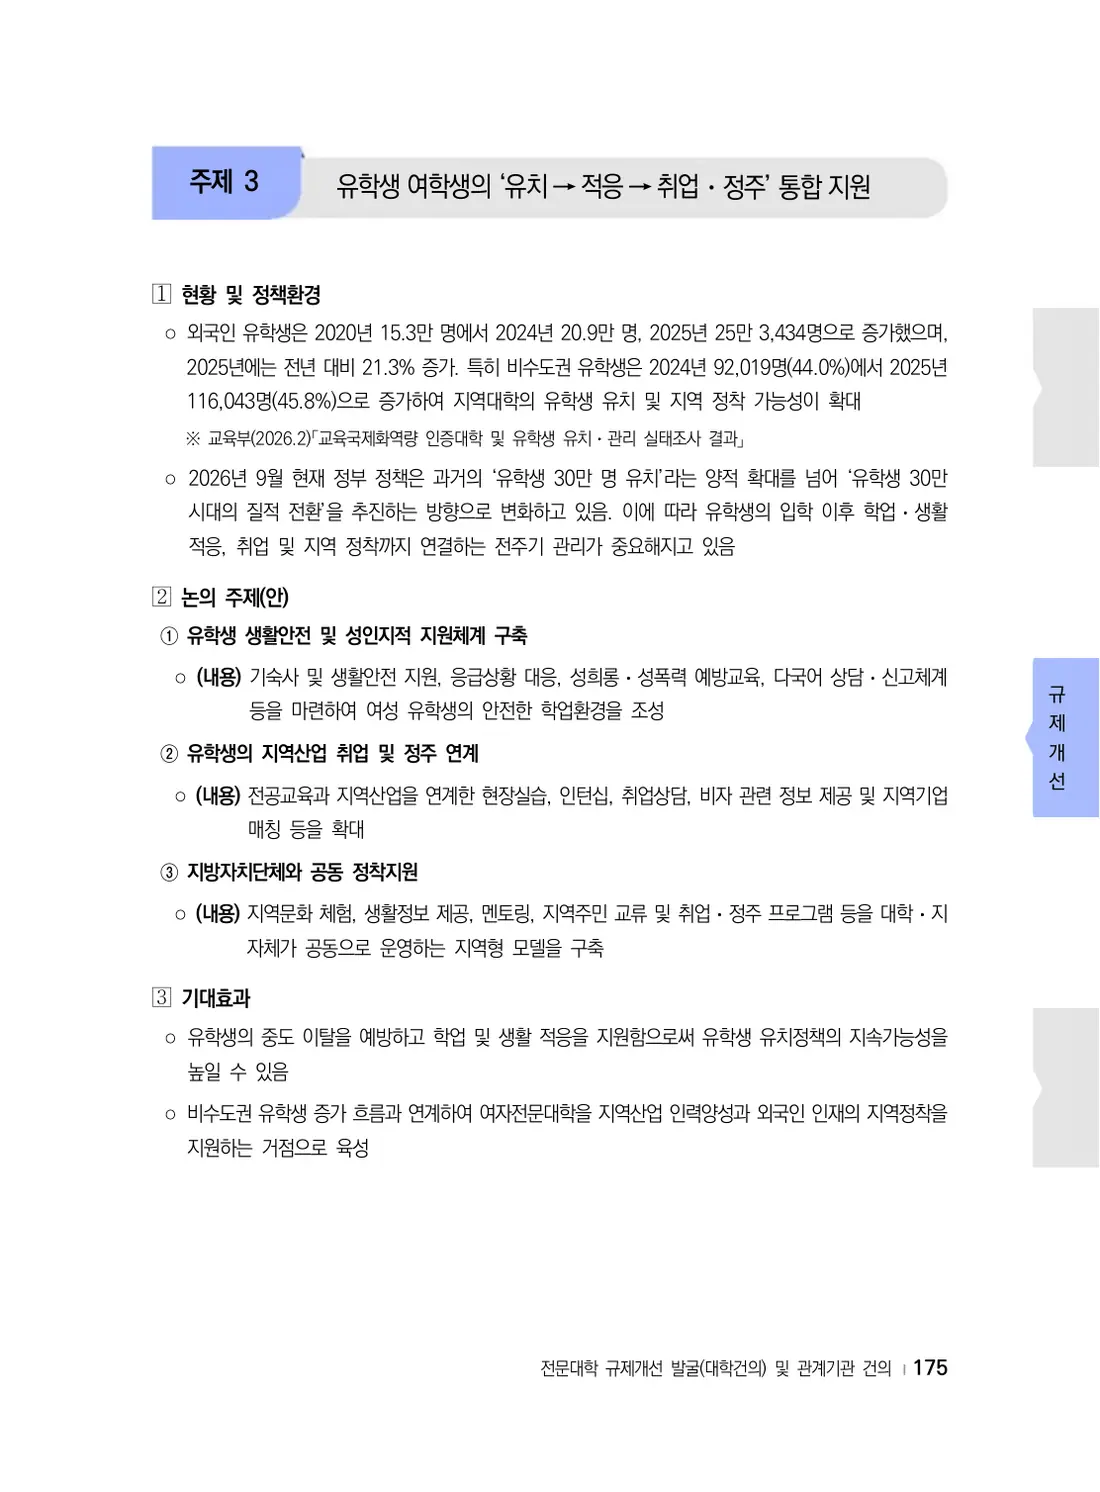 주제 3
유학생 여학생의 ‘유치→적응→취업·정주’ 통합 지원
1 현황 및 정책환경
○ 외국인 유학생은 2020년 15.3만 명에서 2024년 20.9만 명, 2025년 25만 3,434명으로 증가했으며,
2025년에는 전년 대비 21.3% 증가. 특히 비수도권 유학생은 2024년 92,019명(44.0%)에서 2025년
116,043명(45.8%)으로 증가하여 지역대학의 유학생 유치 및 지역 정착 가능성이 확대
※ 교육부(2026.2)「교육국제화역량 인증대학 및 유학생 유치·관리 실태조사 결과」
○ 2026년 9월 현재 정부 정책은 과거의 ‘유학생 30만 명 유치’라는 양적 확대를 넘어 ‘유학생 30만
시대의 질적 전환’을 추진하는 방향으로 변화하고 있음. 이에 따라 유학생의 입학 이후 학업·생활
적응, 취업 및 지역 정착까지 연결하는 전주기 관리가 중요해지고 있음
2 논의 주제(안)
① 유학생 생활안전 및 성인지적 지원체계 구축
○ (내용) 기숙사 및 생활안전 지원, 응급상황 대응, 성희롱·성폭력 예방교육, 다국어 상담·신고체계
등을 마련하여 여성 유학생의 안전한 학업환경을 조성
② 유학생의 지역산업 취업 및 정주 연계
○ (내용) 전공교육과 지역산업을 연계한 현장실습, 인턴십, 취업상담, 비자 관련 정보 제공 및 지역기업
매칭 등을 확대
③ 지방자치단체와 공동 정착지원
○ (내용) 지역문화 체험, 생활정보 제공, 멘토링, 지역주민 교류 및 취업·정주 프로그램 등을 대학·지
자체가 공동으로 운영하는 지역형 모델을 구축
3 기대효과
○ 유학생의 중도 이탈을 예방하고 학업 및 생활 적응을 지원함으로써 유학생 유치정책의 지속가능성을
높일 수 있음
○ 비수도권 유학생 증가 흐름과 연계하여 여자전문대학을 지역산업 인력양성과 외국인 인재의 지역정착을
지원하는 거점으로 육성
규
제
개
선
전문대학 규제개선 발굴(대학건의) 및 관계기관 건의 | 175